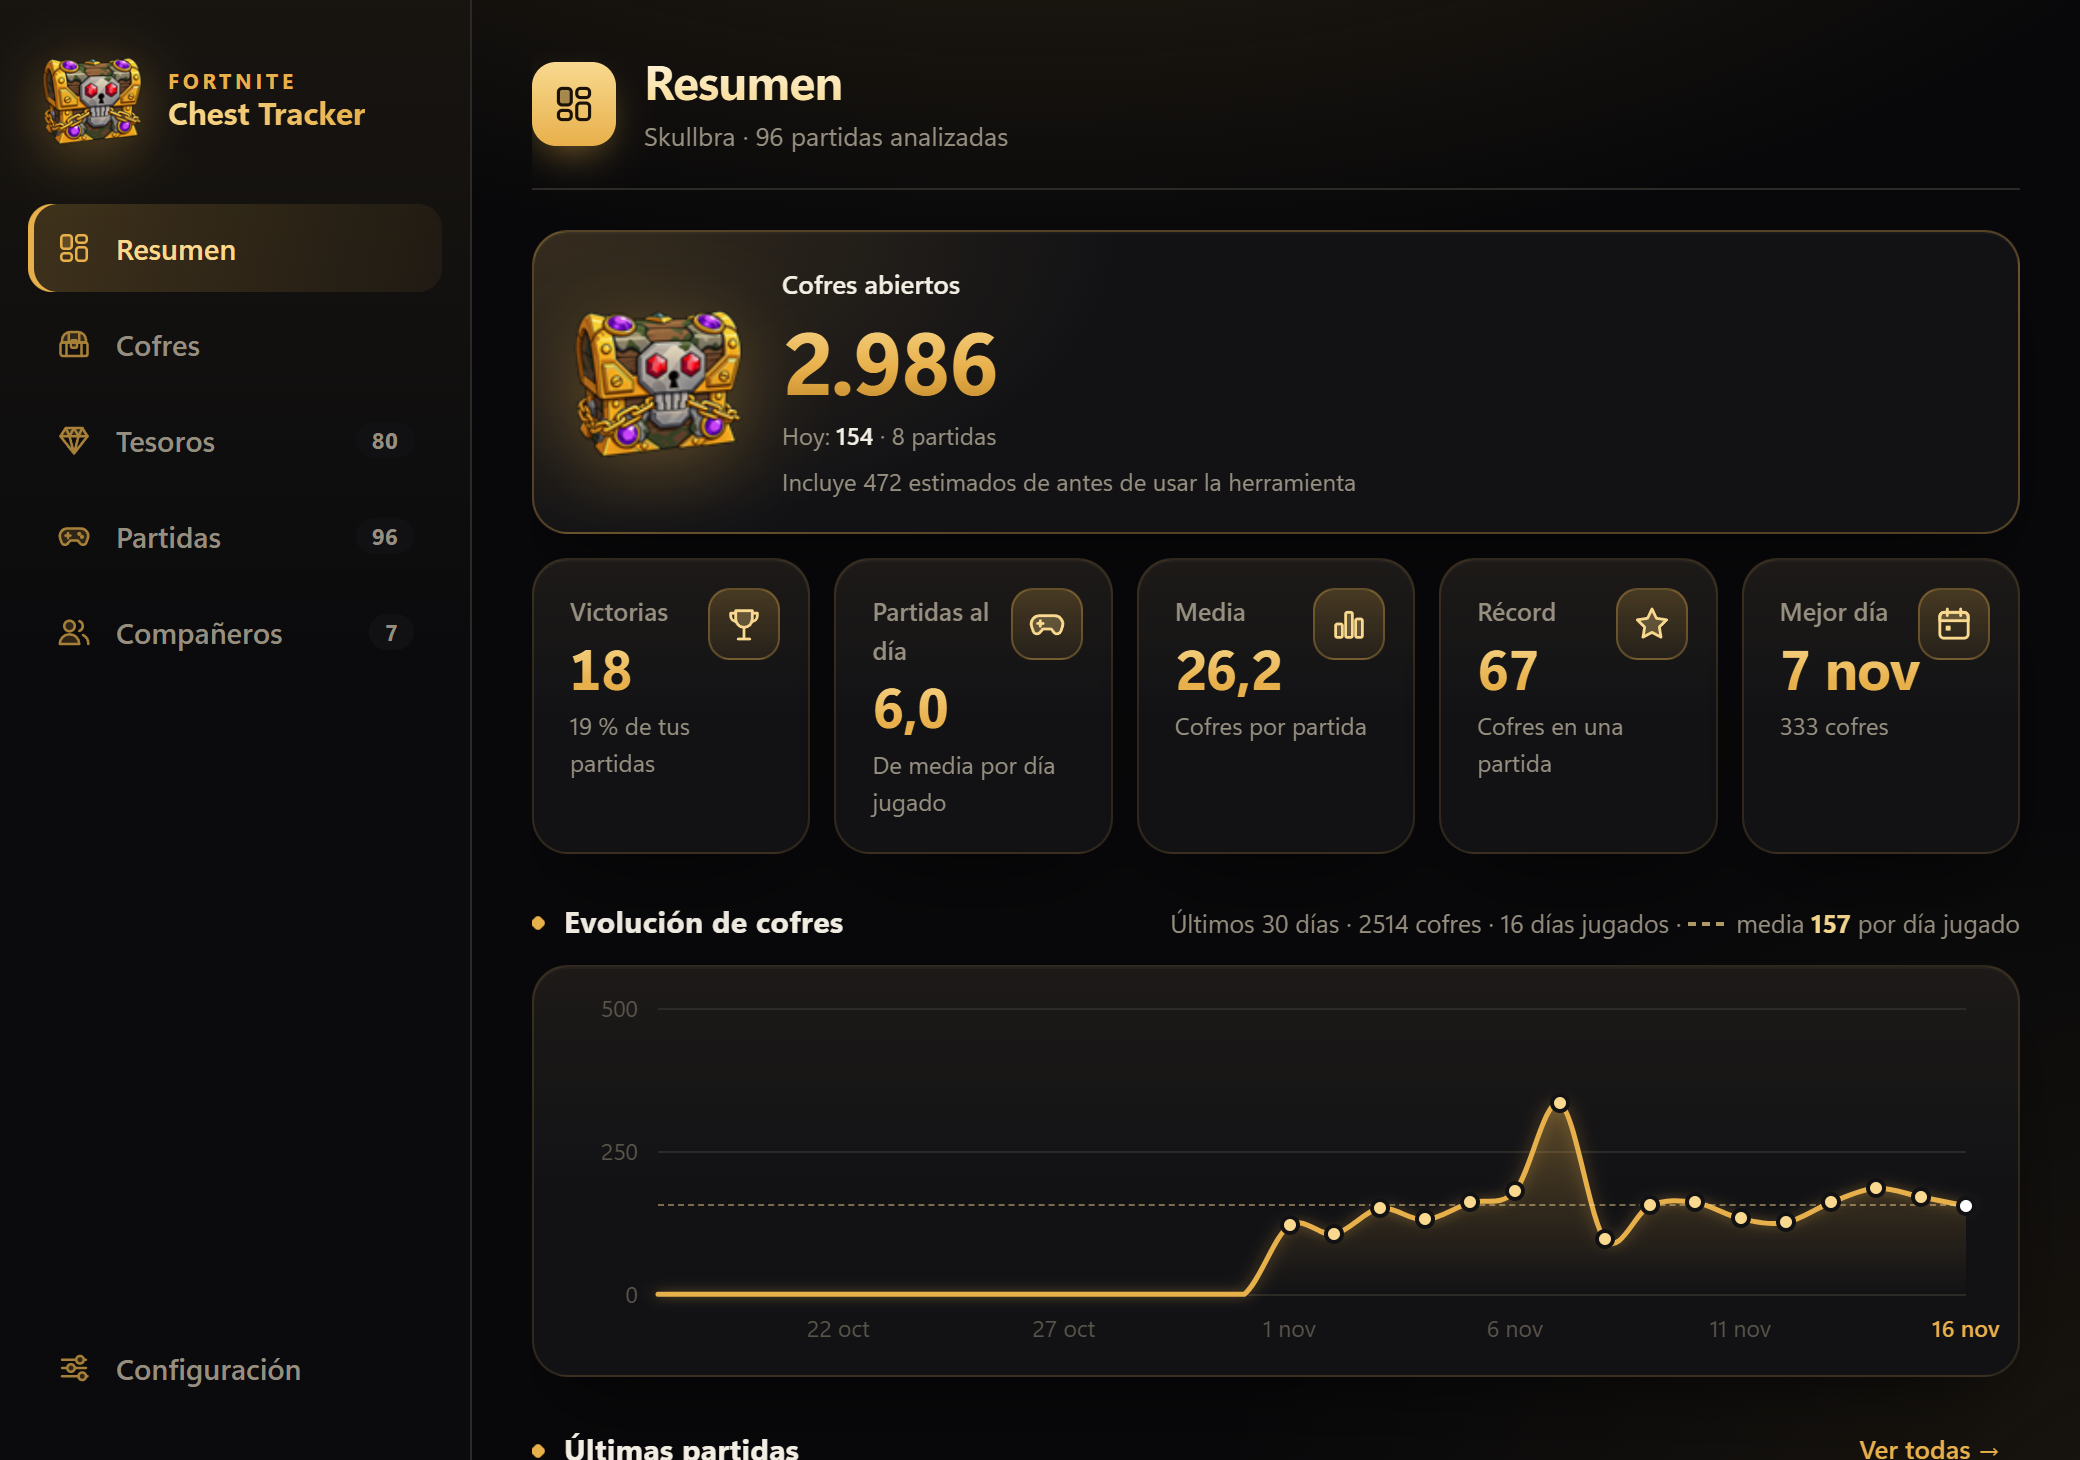 FORTNITE
Chest Tracker
Resumen
Cofres
Tesoros 80
Partidas 96
Compañeros 7
Configuración
Resumen
Skullbra · 96 partidas analizadas
Cofres abiertos
2.986
Hoy: 154 · 8 partidas
Incluye 472 estimados de antes de usar la herramienta
Victorias
18
19 % de tus
partidas
Partidas al
día
6,0
De media por día
jugado
Media
26,2
Cofres por partida
Récord
67
Cofres en una
partida
Mejor día
7 nov
333 cofres
Evolución de cofres
Últimos 30 días · 2514 cofres · 16 días jugados · --- media 157 por día jugado
500
250
0
22 oct 27 oct 1 nov 6 nov 11 nov 16 nov
Últimas partidas
Ver todas →